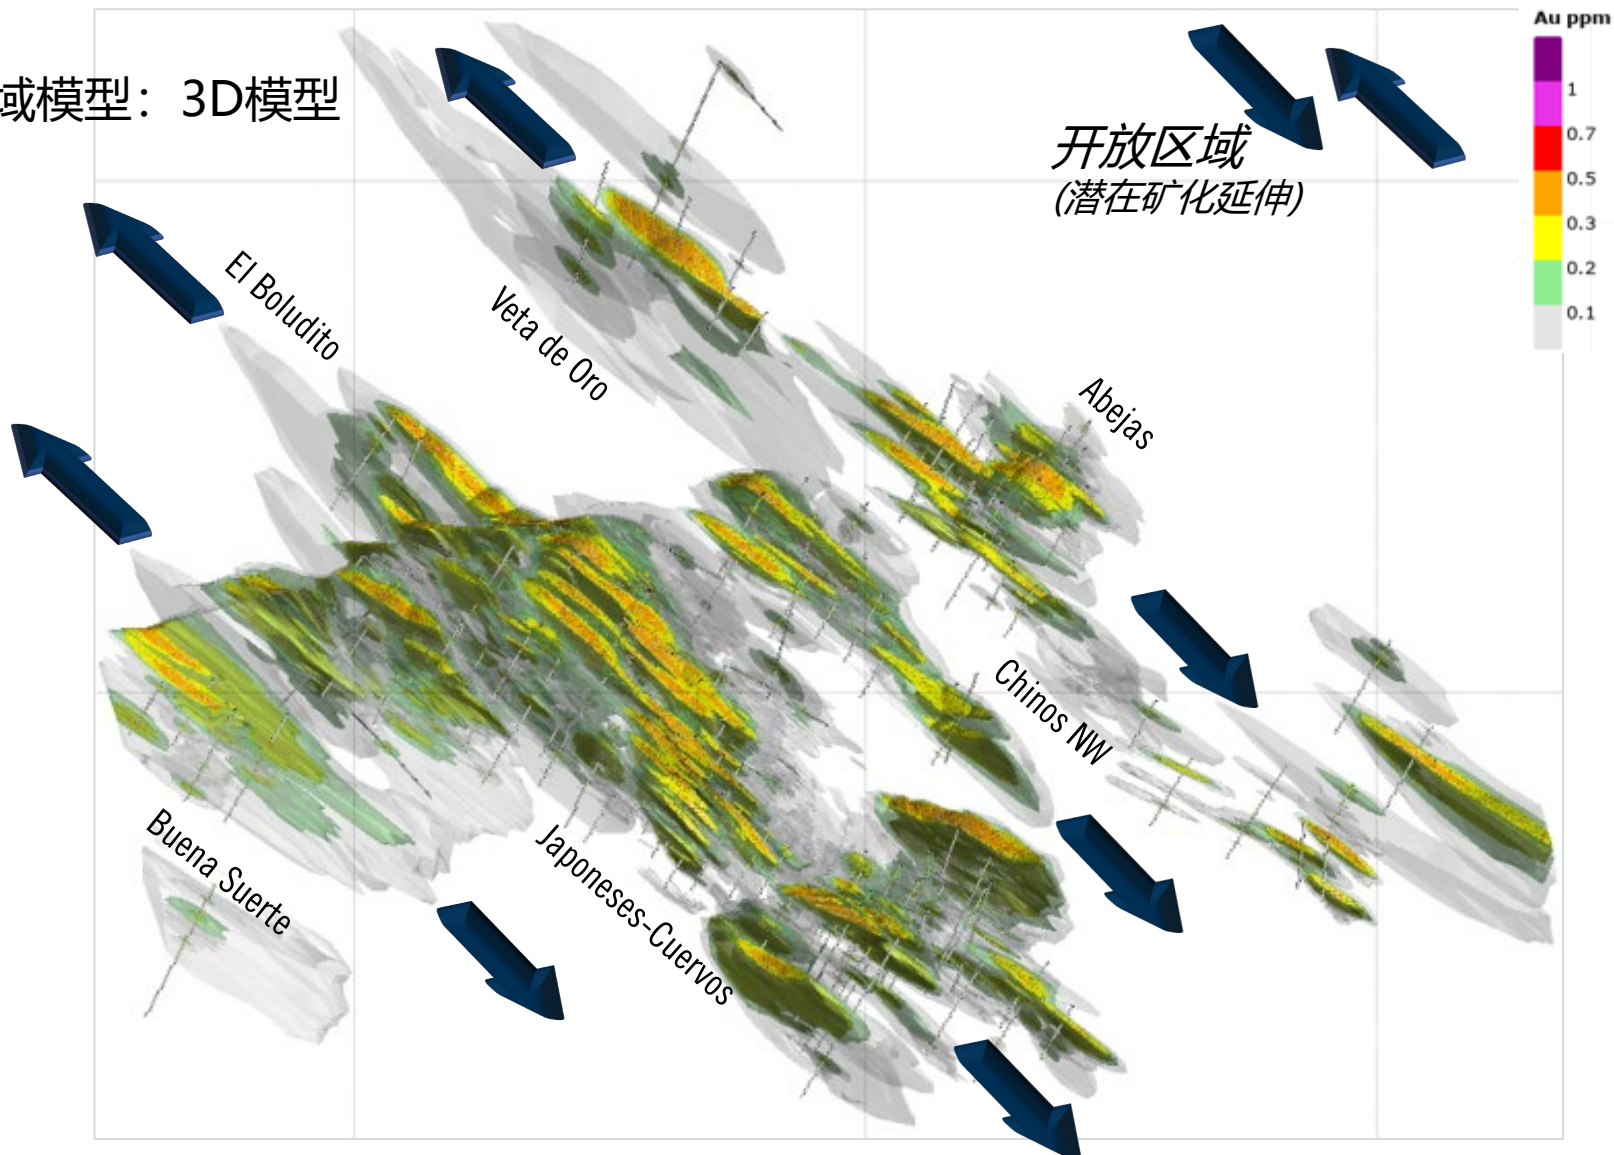 域模型：3D模型
开放区域
(潜在矿化延伸)
Au ppm
1
0.7
0.5
0.3
0.2
0.1
El Boludito
Veta de Oro
Abejas
Chinos NW
Buena Suerte
Japoneses-Cuervos